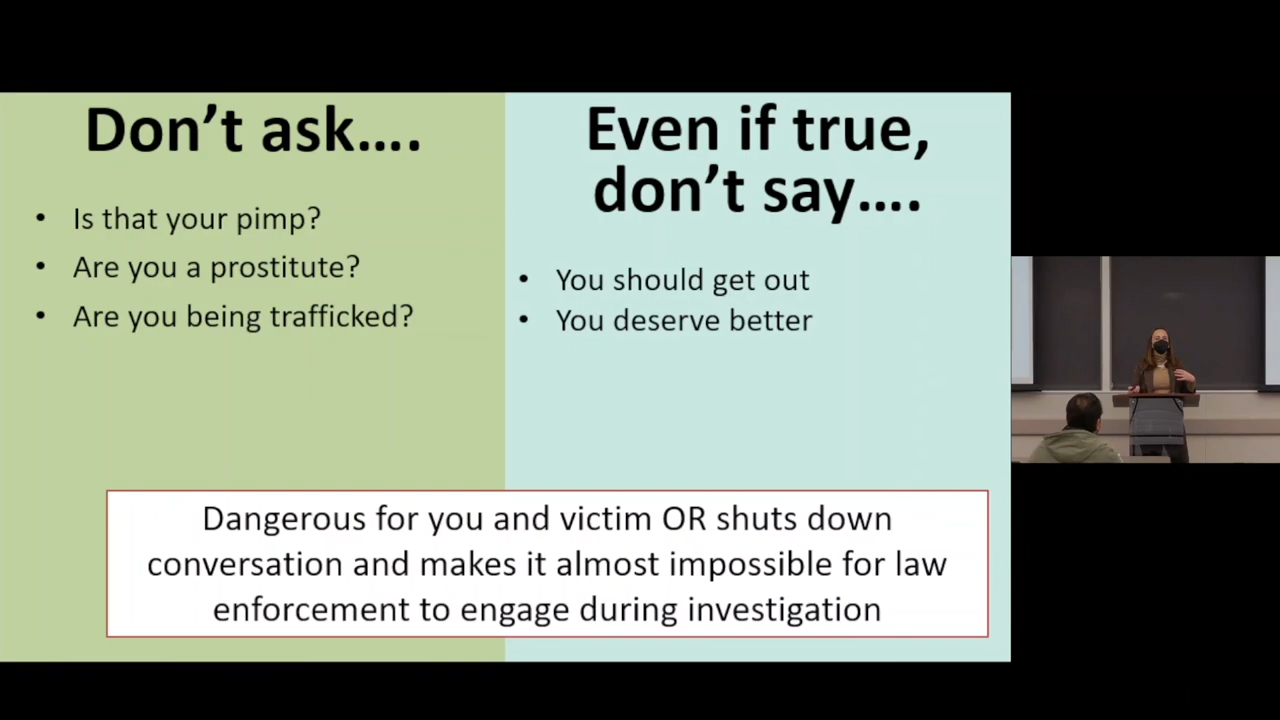 Don’t ask….
• Is that your pimp?
• Are you a prostitute?
• Are you being trafficked?
Even if true,
don’t say….
• You should get out
• You deserve better
Dangerous for you and victim OR shuts down
conversation and makes it almost impossible for law
enforcement to engage during investigation